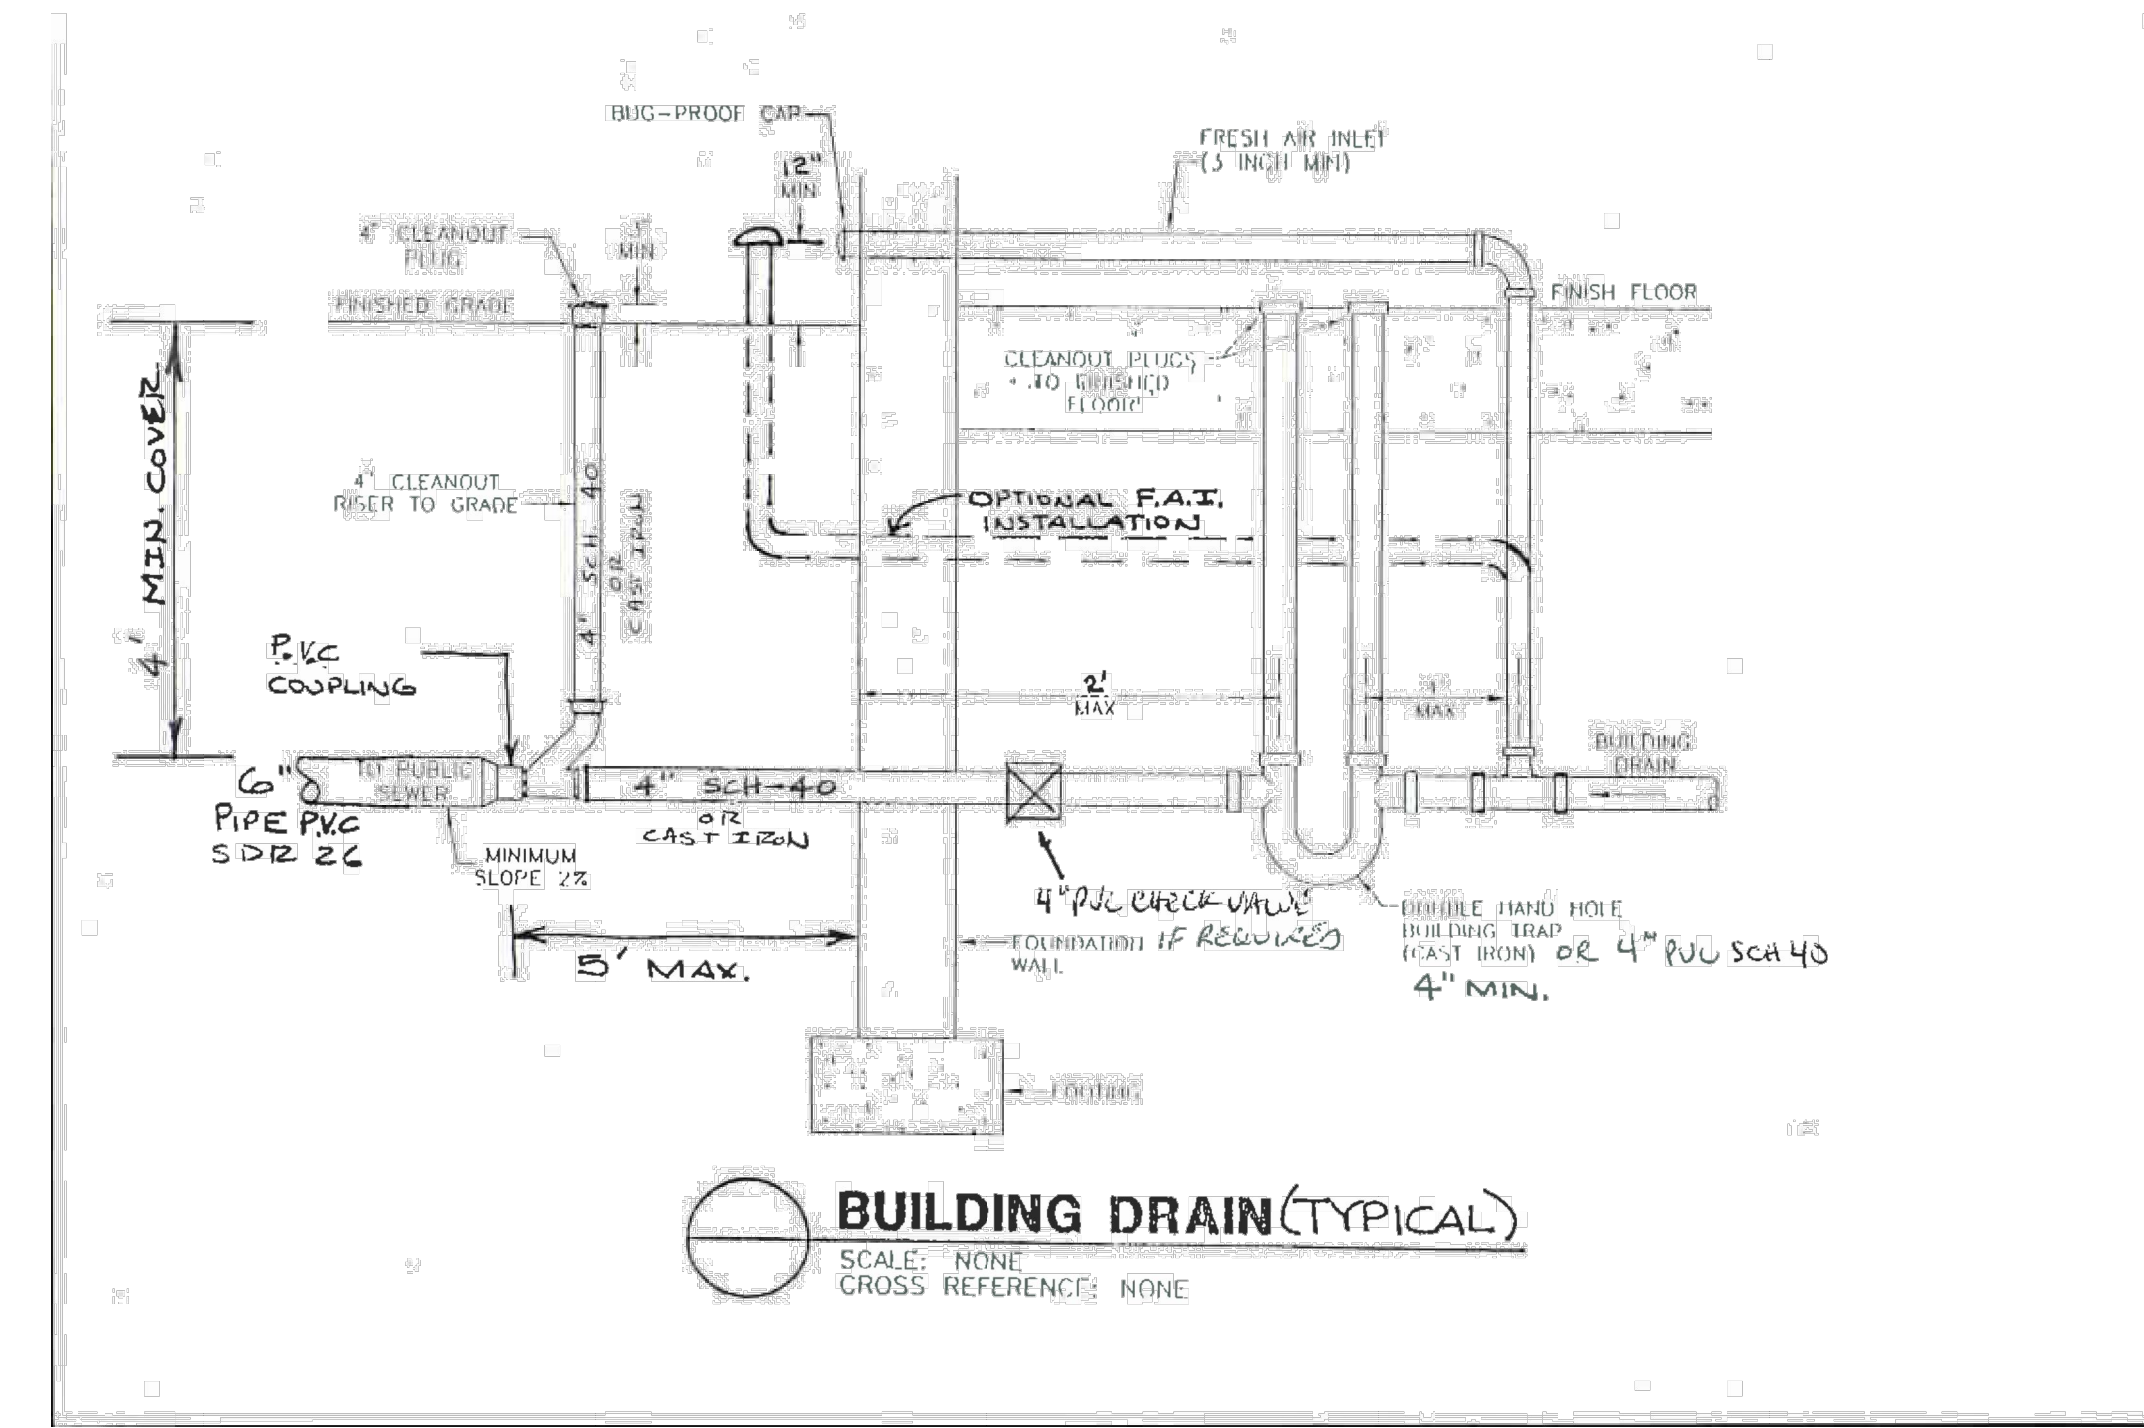 BUG-PROOF CAP
FRESH AIR INLET
(3 INCH MIN)
12"
MIN
4" CLEANOUT
PLUG
MIN
FINISHED GRADE
FINISH FLOOR
CLEANOUT PLUGS
TO FINISHED
FLOOR
4' MIN. COVER
4" CLEANOUT
RISER TO GRADE
4" SCH 40
OR
CAST IRON
OPTIONAL F.A.I.
INSTALLATION
P.V.C
COUPLING
2'
MAX
MAX
BUILDING
DRAIN
6"
PIPE P.V.C
SDR 26
TO PUBLIC
SEWER
4" SCH-40
OR
CAST IRON
MINIMUM
SLOPE 2%
4" PVC CHECK VALVE
IF REQUIRED
5' MAX.
FOUNDATION
WALL
DOUBLE HAND HOLE
BUILDING TRAP
(CAST IRON) OR 4" PVC SCH 40
4" MIN.
FOOTING
BUILDING DRAIN (TYPICAL)
SCALE: NONE
CROSS REFERENCE: NONE